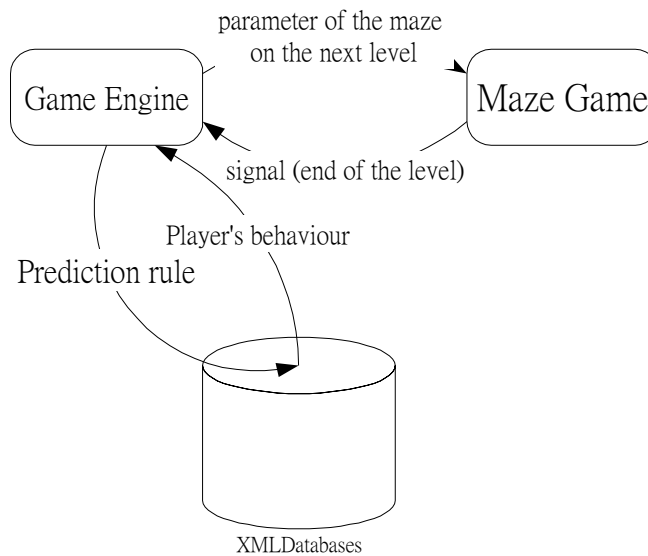 parameter of the maze
on the next level
Game Engine
Maze Game
signal (end of the level)
Player's behaviour
Prediction rule
XMLDatabases